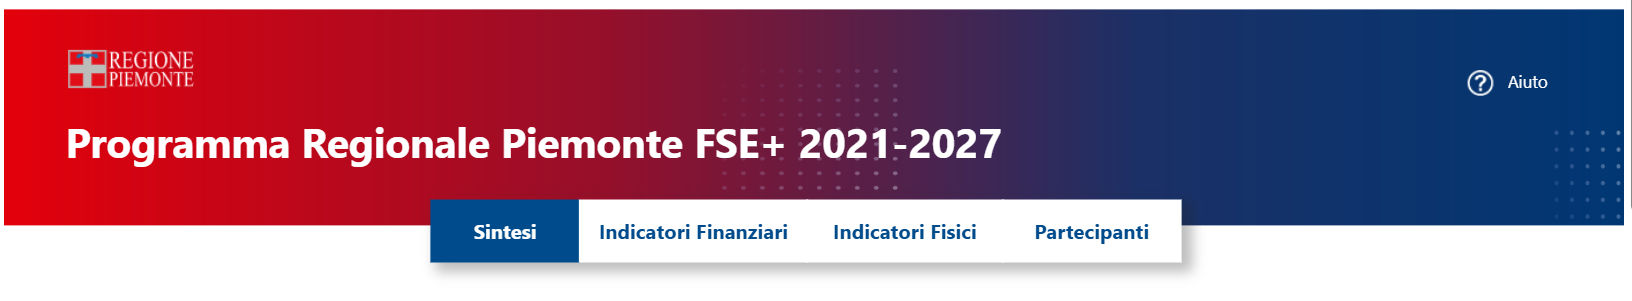 REGIONE
PIEMONTE
Aiuto
Programma Regionale Piemonte FSE+ 2021-2027
Sintesi Indicatori Finanziari Indicatori Fisici Partecipanti